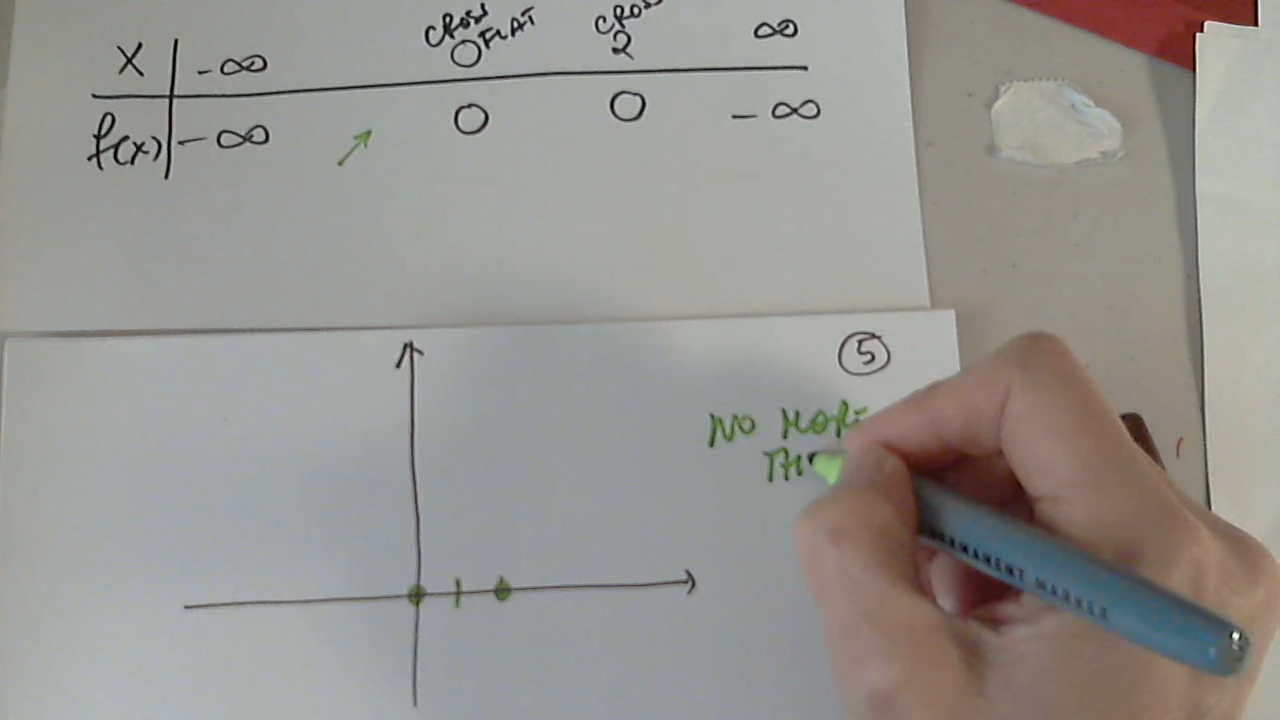 CROSS CROSS
X -∞ 0 FLAT 2 ∞
f(x) -∞ ↗ 0 0 -∞
5
NO MORE
PERMANENT MARKER